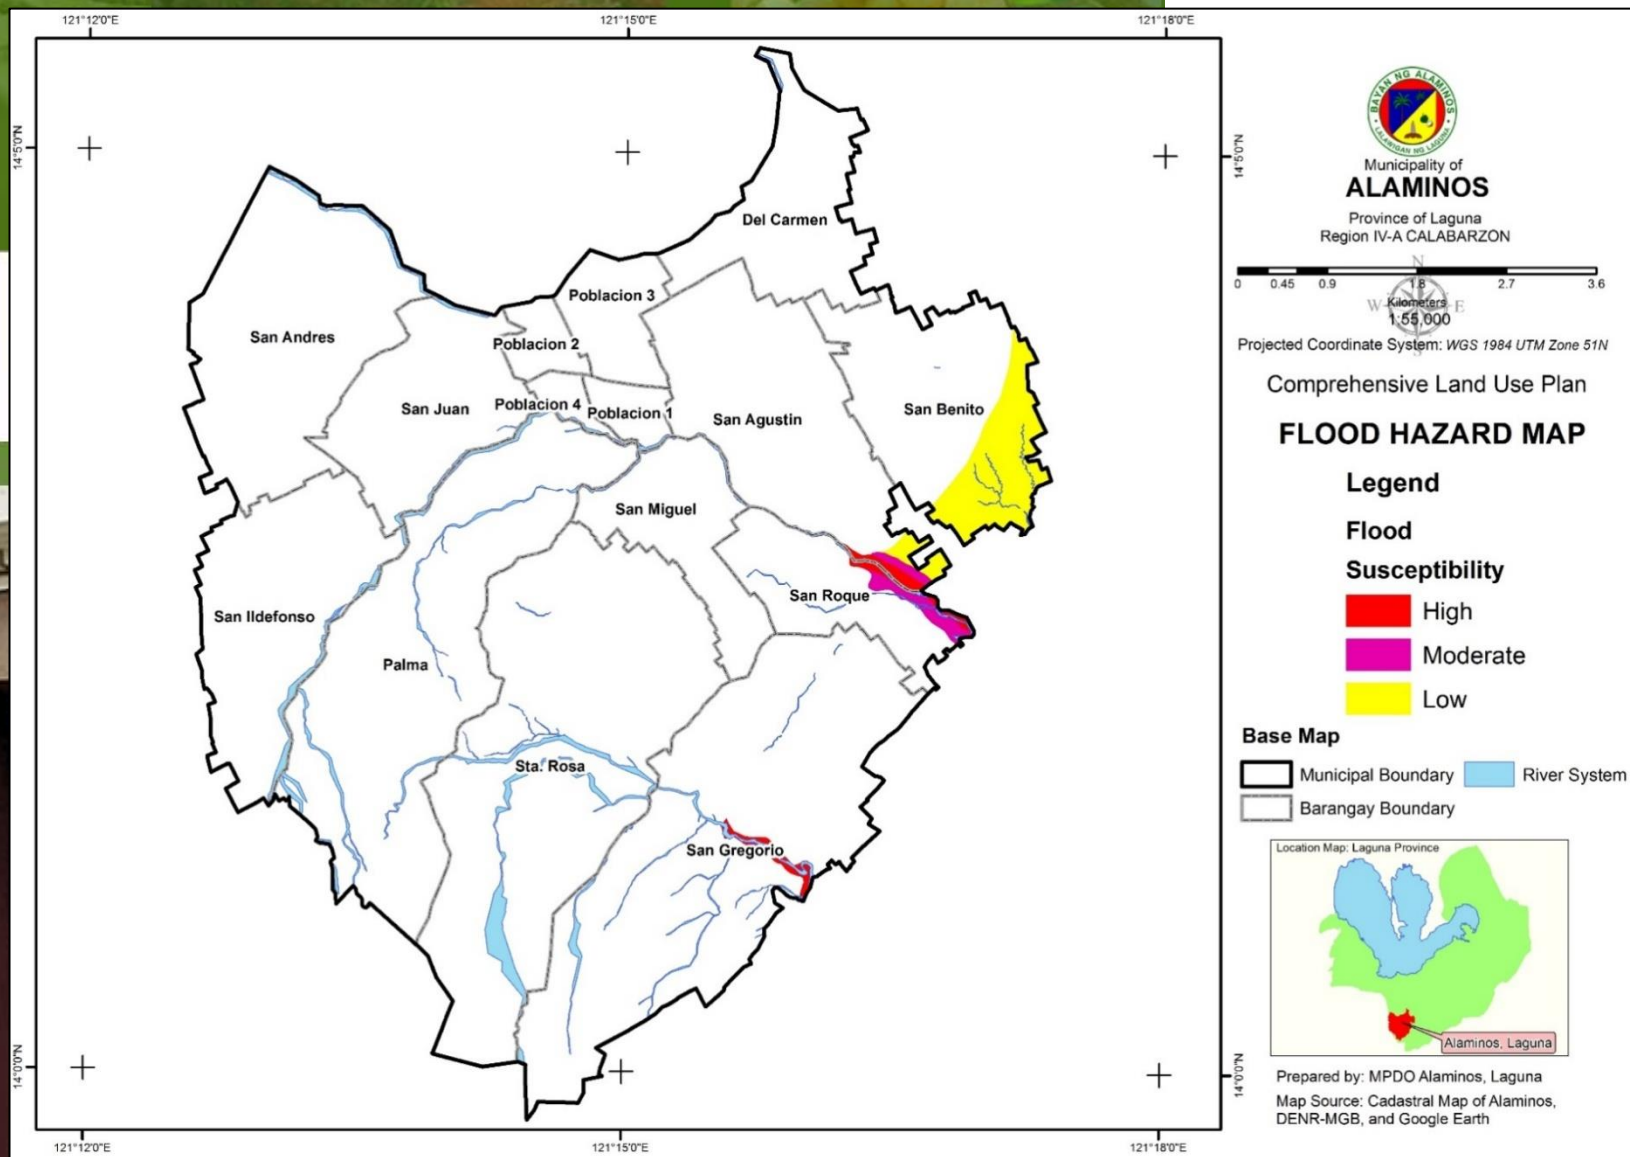 121°12'0"E
121°15'0"E
121°18'0"E
14°5'0"N
14°5'0"N
Del Carmen
Poblacion 3
San Andres
Poblacion 2
San Juan
Poblacion 4
Poblacion 1
San Agustin
San Benito
San Miguel
San Roque
San Ildefonso
Palma
Sta. Rosa
San Gregorio
14°0'0"N
14°0'0"N
121°12'0"E
121°15'0"E
121°18'0"E
BAYAN NG ALAMINOS
LALAWIGAN NG LAGUNA
Municipality of
ALAMINOS
Province of Laguna
Region IV-A CALABARZON
N
0 0.45 0.9 1.8 2.7 3.6
W Kilometers E
1:55,000
S
Projected Coordinate System: WGS 1984 UTM Zone 51N
Comprehensive Land Use Plan
FLOOD HAZARD MAP
Legend
Flood
Susceptibility
High
Moderate
Low
Base Map
Municipal Boundary River System
Barangay Boundary
Location Map: Laguna Province
Alaminos, Laguna
Prepared by: MPDO Alaminos, Laguna
Map Source: Cadastral Map of Alaminos,
DENR-MGB, and Google Earth